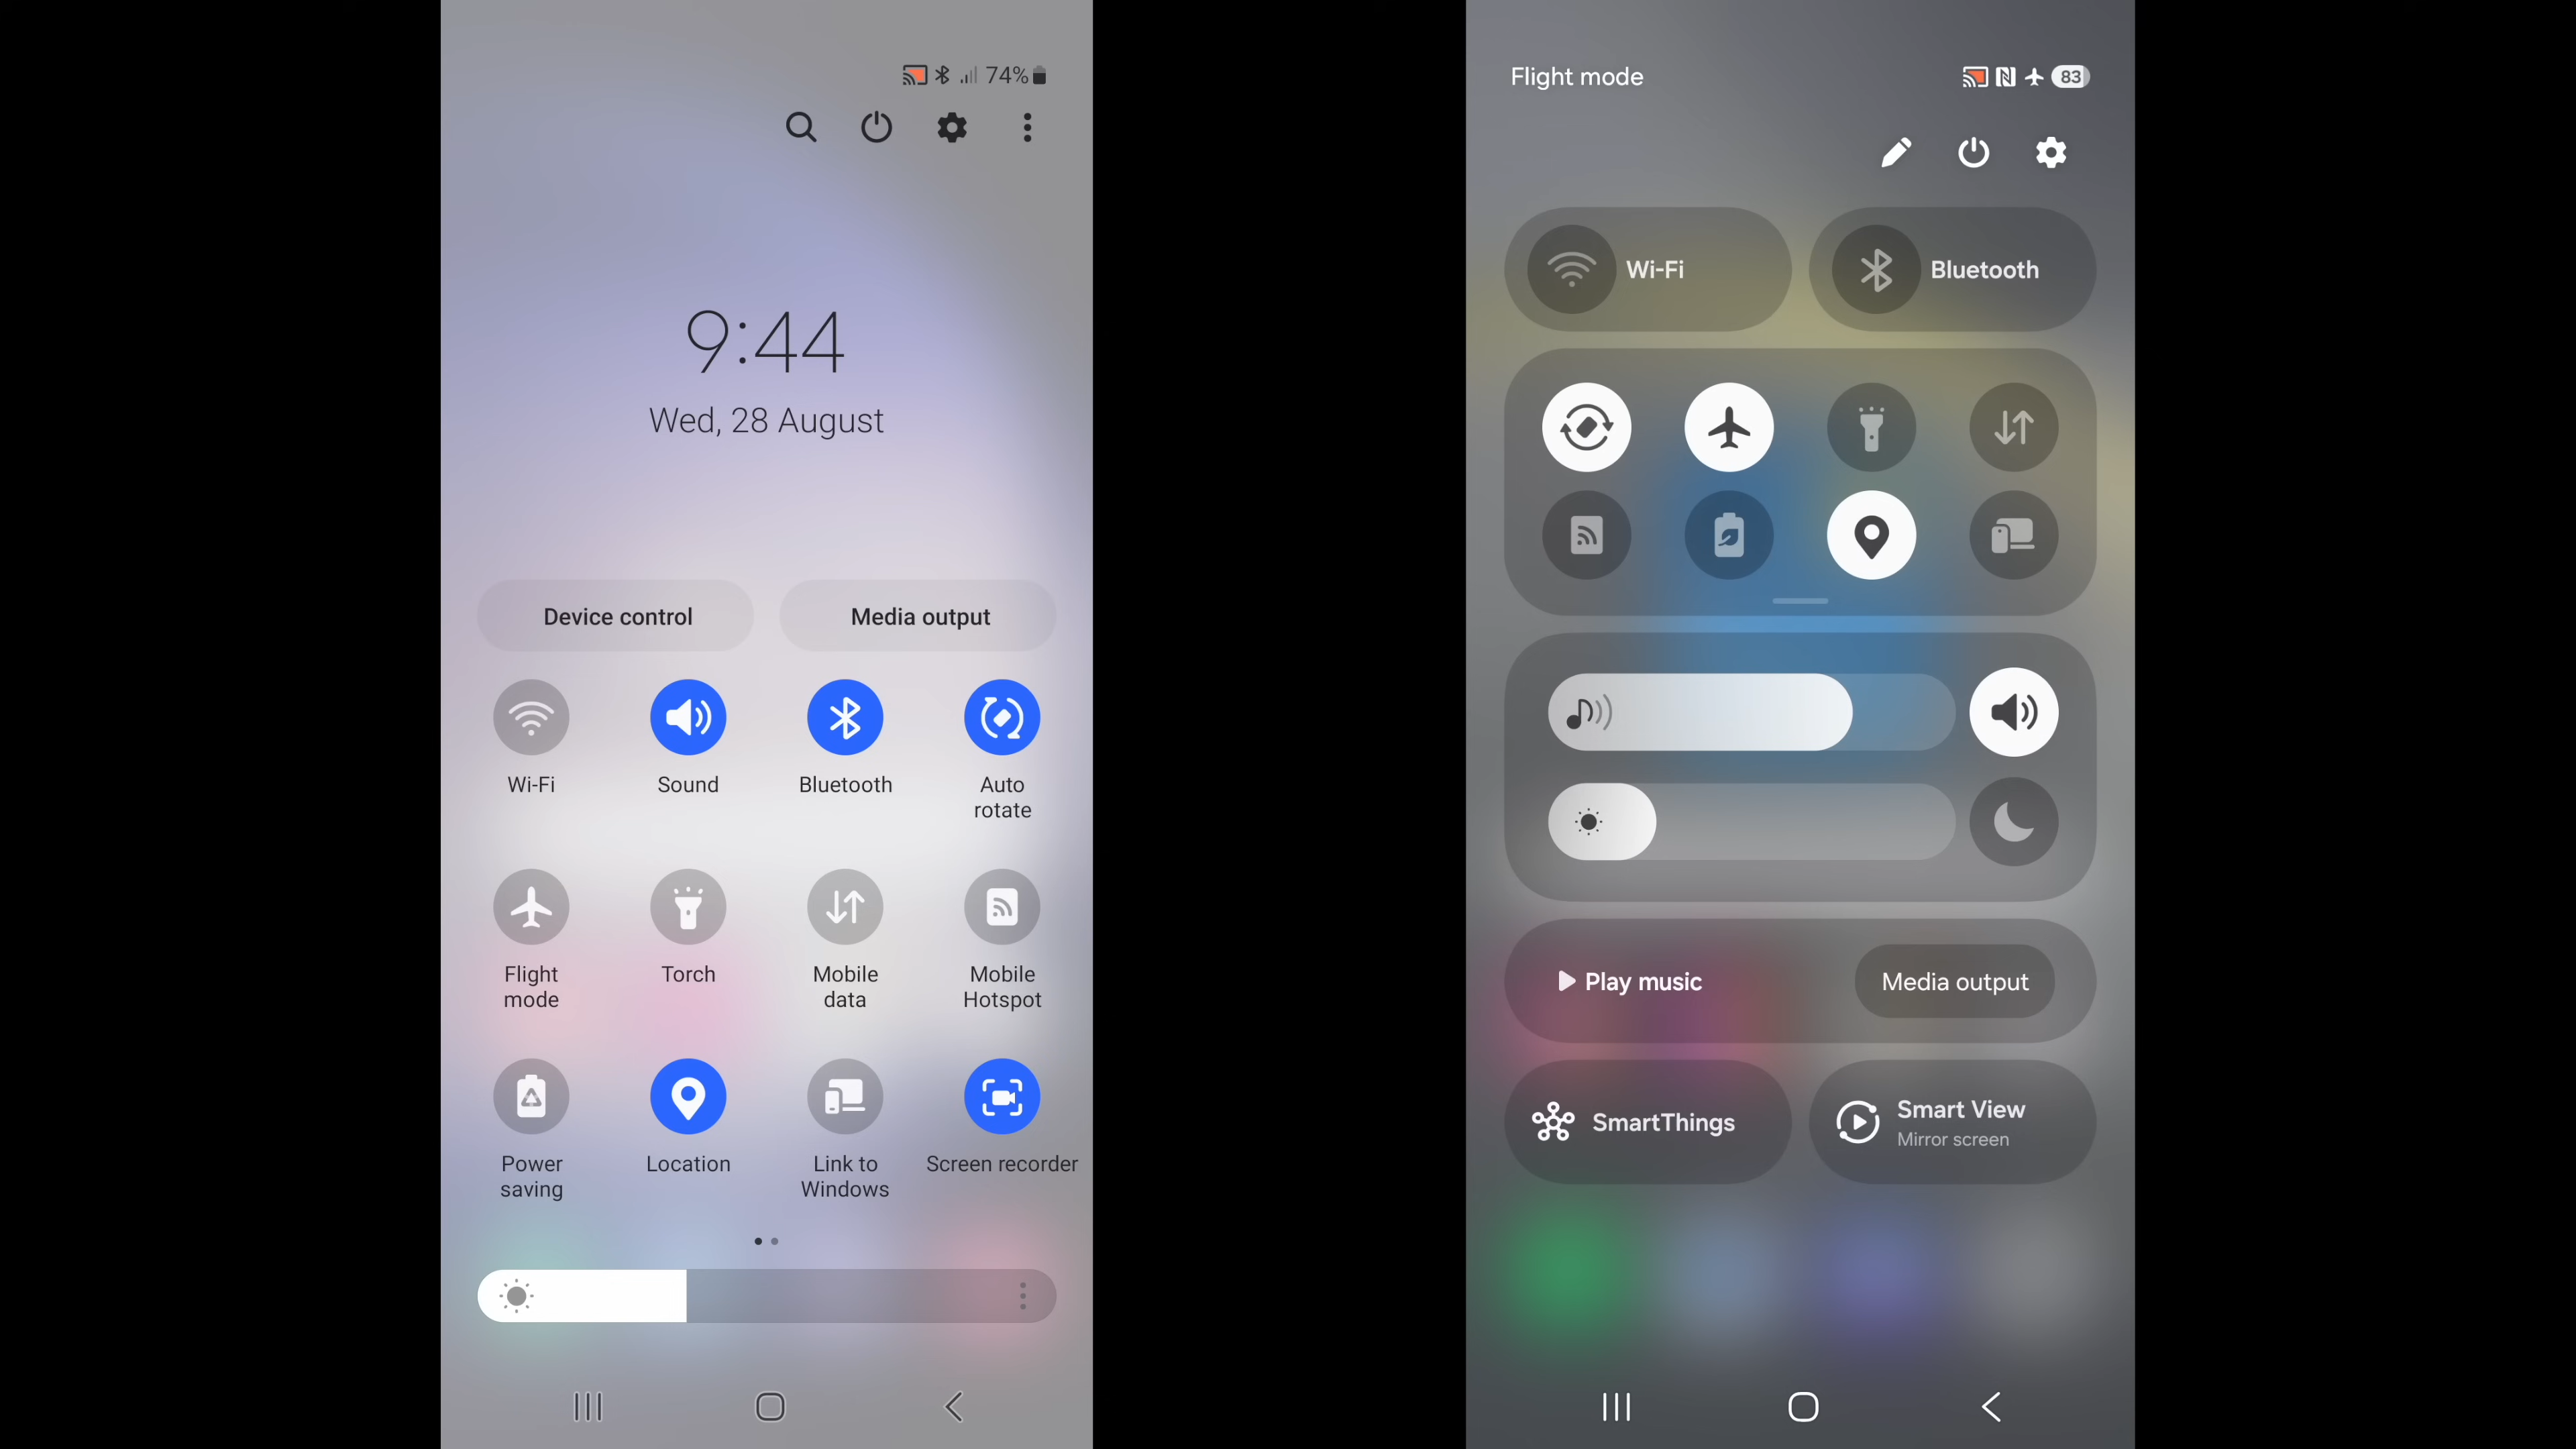 74%
9:44
Wed, 28 August
Device control
Media output
Wi-Fi
Sound
Bluetooth
Auto
rotate
Flight
mode
Torch
Mobile
data
Mobile
Hotspot
Power
saving
Location
Link to
Windows
Screen recorder
Flight mode
83
Wi-Fi
Bluetooth
Play music
Media output
SmartThings
Smart View
Mirror screen